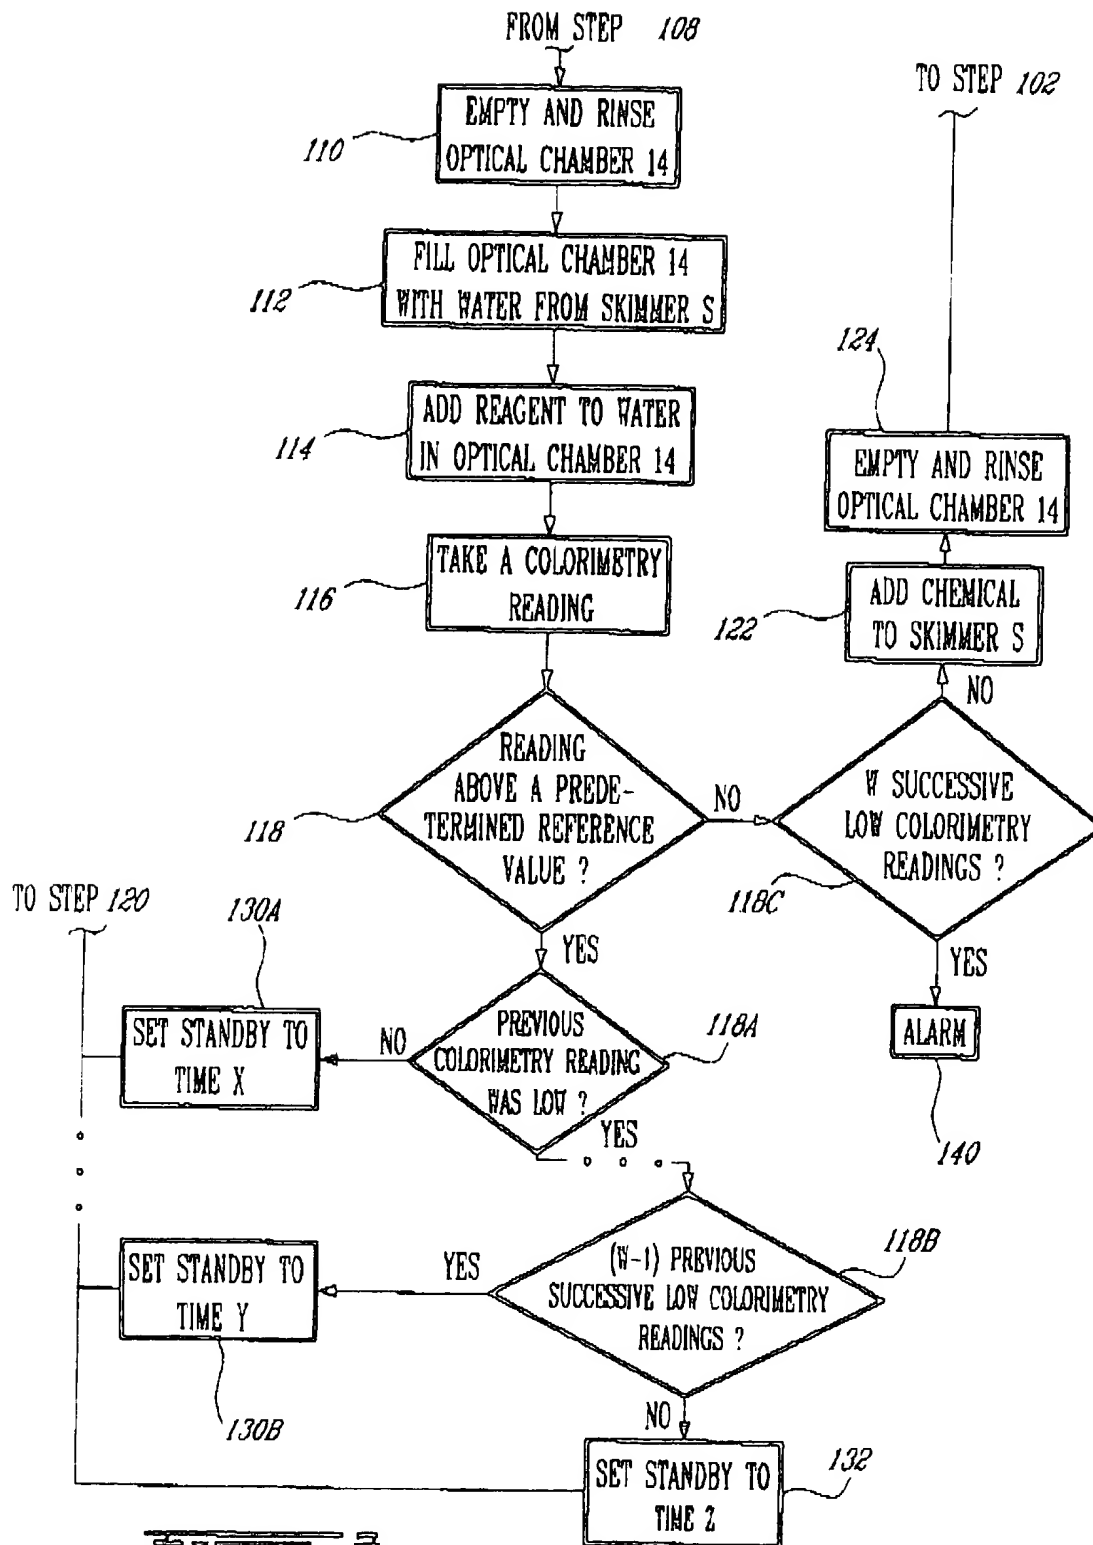 FROM STEP 108
TO STEP 102
EMPTY AND RINSE
OPTICAL CHAMBER 14
110
FILL OPTICAL CHAMBER 14
WITH WATER FROM SKIMMER S
112
ADD REAGENT TO WATER
IN OPTICAL CHAMBER 14
114
124
EMPTY AND RINSE
OPTICAL CHAMBER 14
TAKE A COLORIMETRY
READING
116
ADD CHEMICAL
TO SKIMMER S
122
NO
READING
ABOVE A PREDE-
TERMINED REFERENCE
VALUE ?
118
NO
W SUCCESSIVE
LOW COLORIMETRY
READINGS ?
118C
YES
YES
ALARM
140
TO STEP 120
130A
SET STANDBY TO
TIME X
NO
PREVIOUS
COLORIMETRY READING
WAS LOW ?
118A
YES
SET STANDBY TO
TIME Y
130B
YES
(W-1) PREVIOUS
SUCCESSIVE LOW COLORIMETRY
READINGS ?
118B
NO
SET STANDBY TO
TIME Z
132